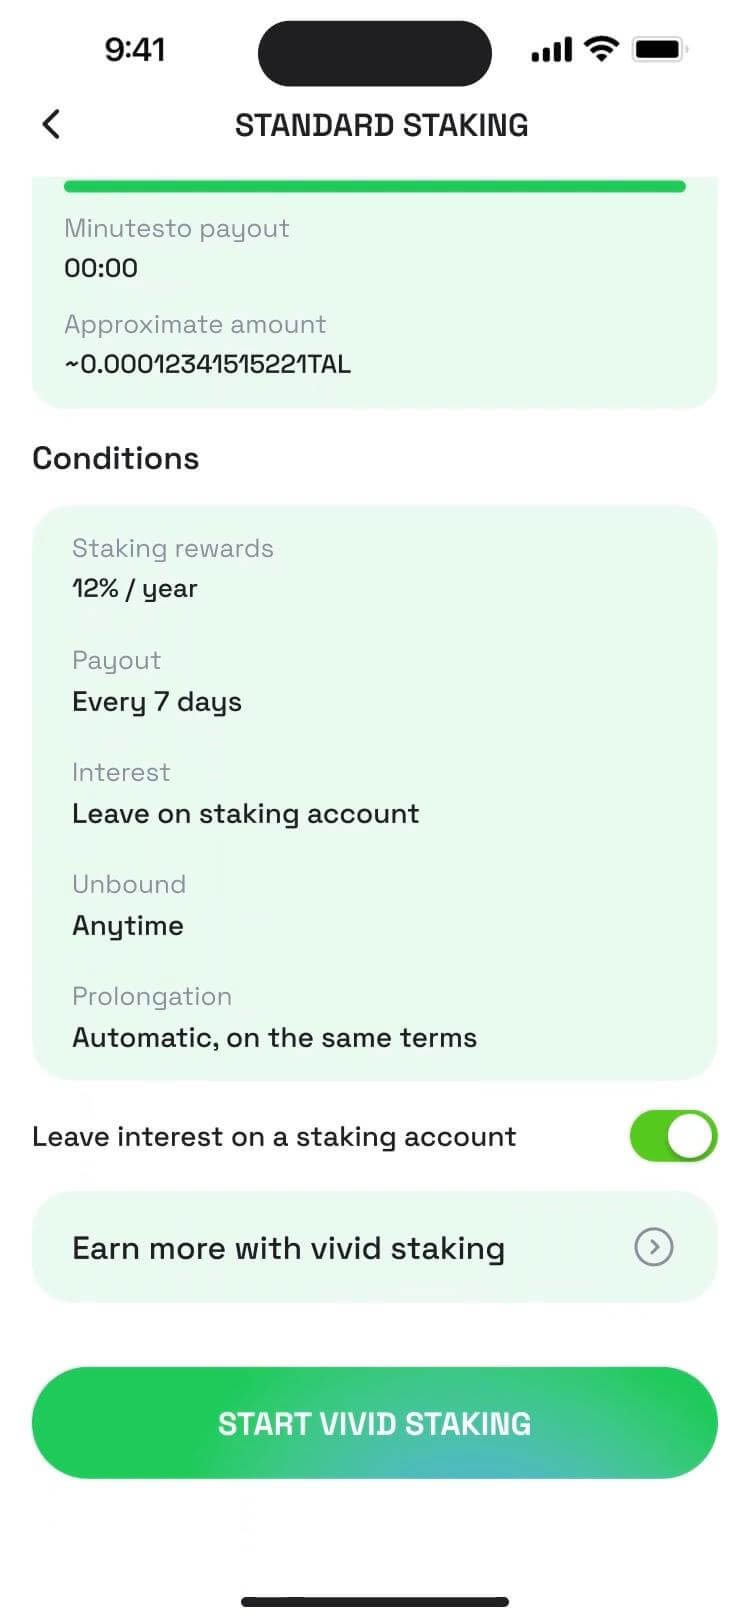 9:41
STANDARD STAKING
Minutesto payout
00:00
Approximate amount
~0.00012341515221TAL
Conditions
Staking rewards
12% / year
Payout
Every 7 days
Interest
Leave on staking account
Unbound
Anytime
Prolongation
Automatic, on the same terms
Leave interest on a staking account
Earn more with vivid staking
START VIVID STAKING